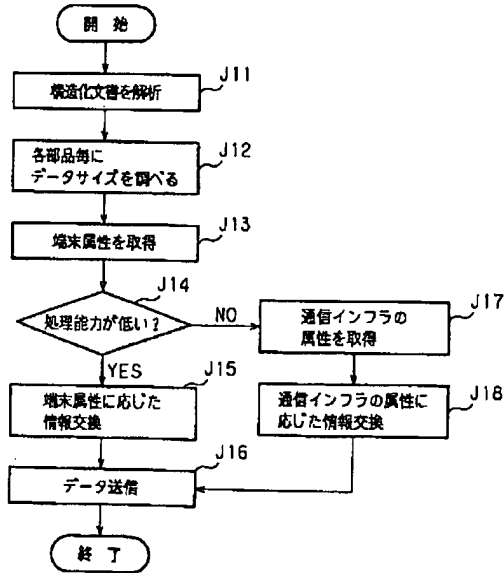 開 始
J11
構造化文書を解析
J12
各部品毎に
データサイズを調べる
J13
端末属性を取得
J14
処理能力が低い?
NO
YES
J17
通信インフラの
属性を取得
J15
端末属性に応じた
情報交換
J18
通信インフラの属性に
応じた情報交換
J16
データ送信
終 了